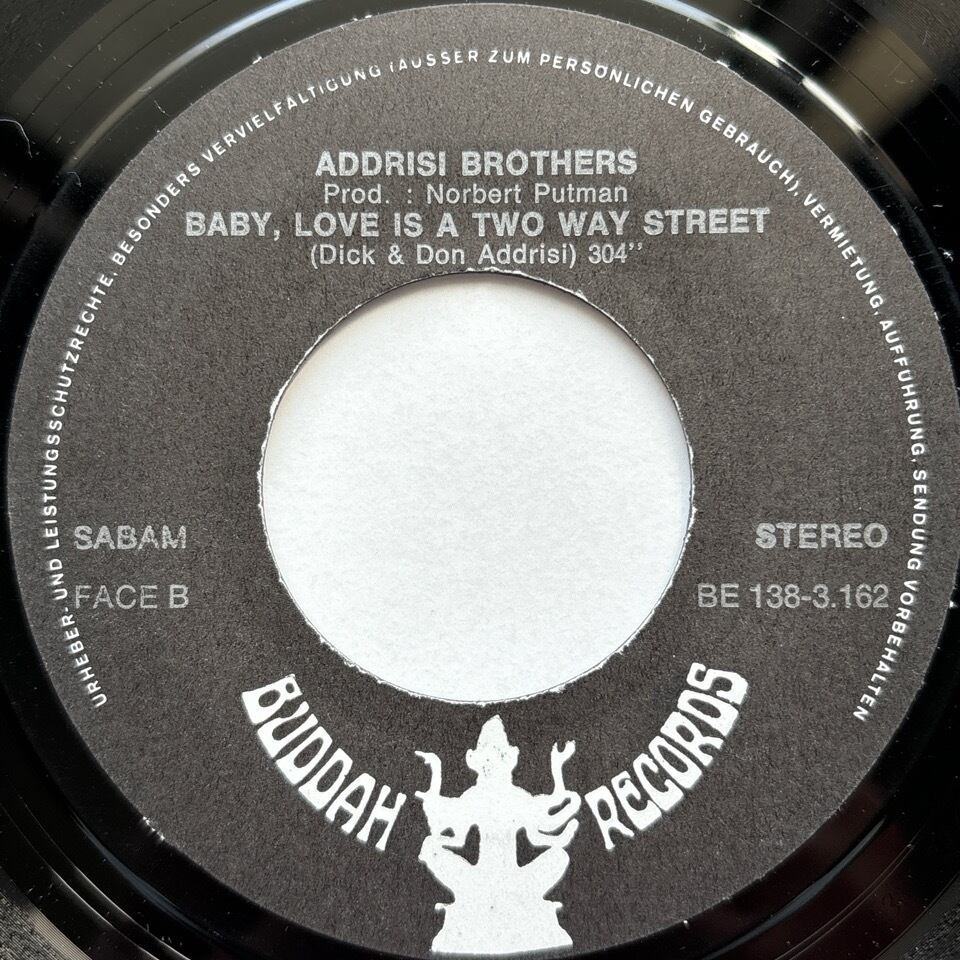 URHEBER- UND LEISTUNGSSCHUTZRECHTE, BESONDERS VERVIELFÄLTIGUNG (AUSSER ZUM PERSÖNLICHEN GEBRAUCH), VERMIETUNG, AUFFÜHRUNG, SENDUNG VORBEHALTEN
ADDRISI BROTHERS
Prod. : Norbert Putman
BABY, LOVE IS A TWO WAY STREET
(Dick & Don Addrisi) 304''
SABAM
STEREO
FACE B
BE 138-3.162
BUDDAH RECORDS